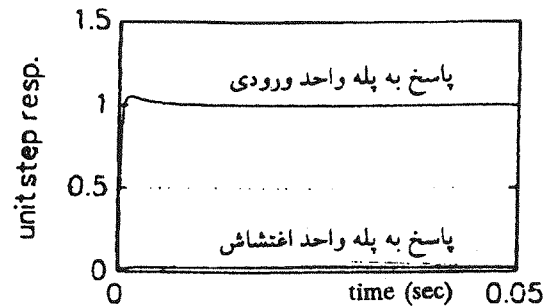 1.5
unit step resp.
پاسخ به پله واحد ورودی
1
0.5
پاسخ به پله واحد اغتشاش
0
0
time (sec)
0.05